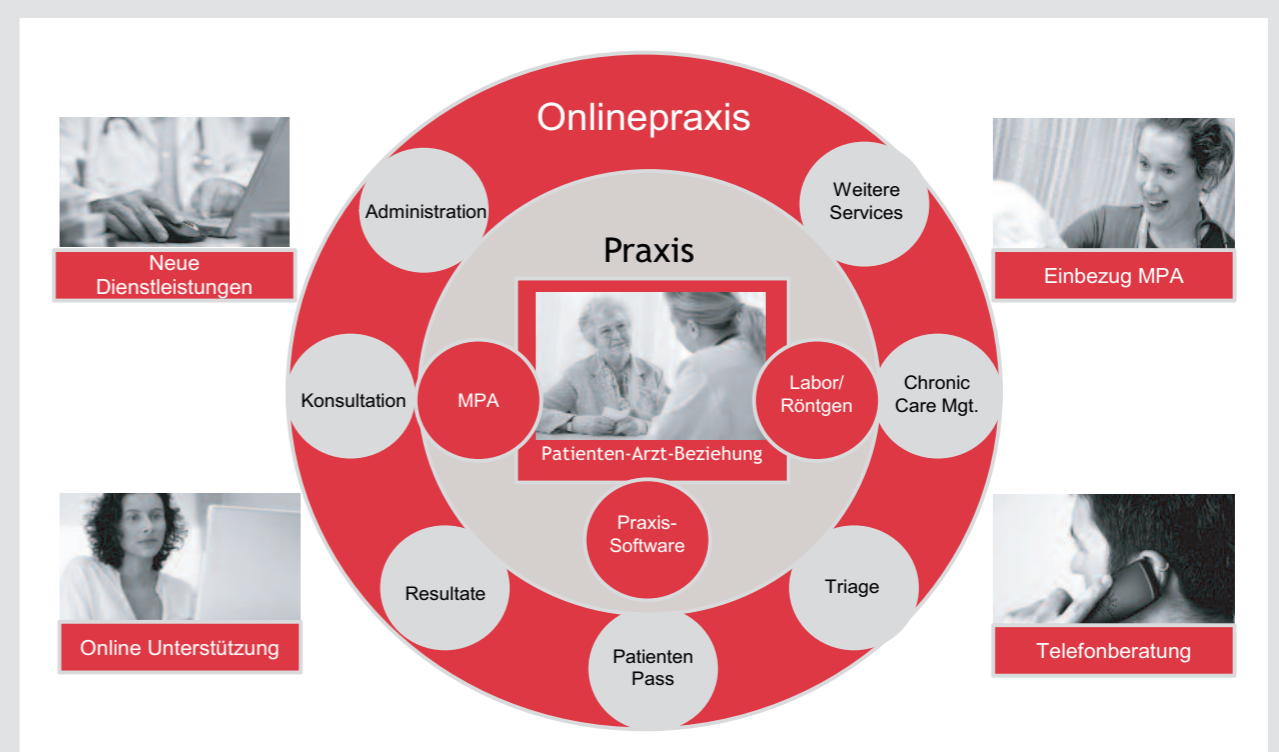 Onlinepraxis
Administration
Weitere
Services
Neue
Dienstleistungen
Praxis
Einbezug MPA
Konsultation
MPA
Patienten-Arzt-Beziehung
Labor/
Röntgen
Chronic
Care Mgt.
Praxis-
Software
Resultate
Triage
Online Unterstützung
Patienten
Pass
Telefonberatung